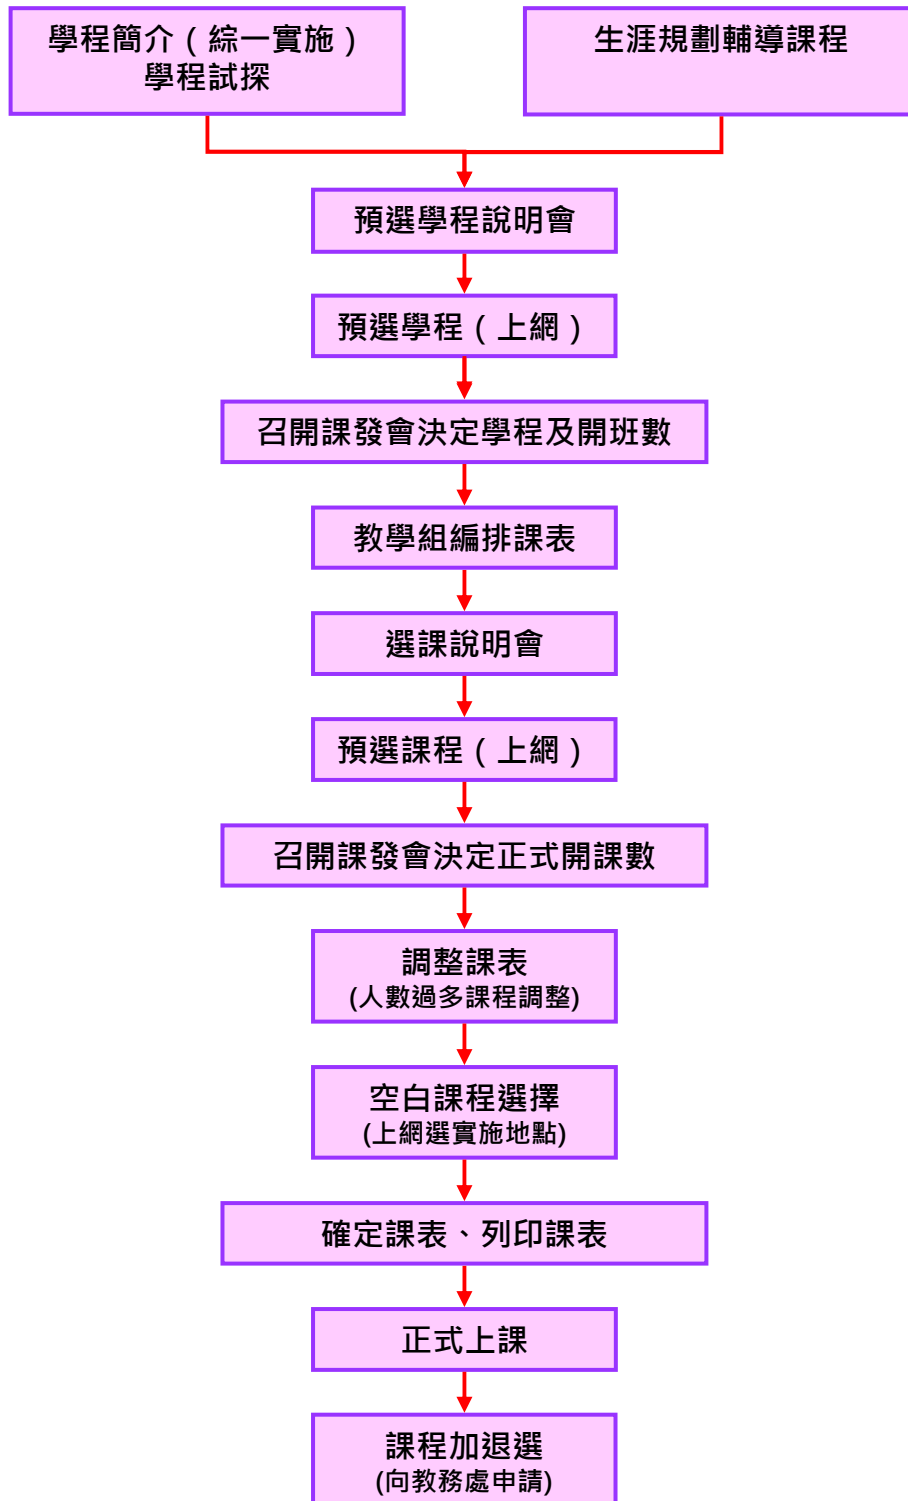 學程簡介（綜一實施）
學程試探
生涯規劃輔導課程
預選學程說明會
預選學程（上網）
召開課發會決定學程及開班數
教學組編排課表
選課說明會
預選課程（上網）
召開課發會決定正式開課數
調整課表
(人數過多課程調整)
空白課程選擇
(上網選實施地點)
確定課表、列印課表
正式上課
課程加退選
(向教務處申請)